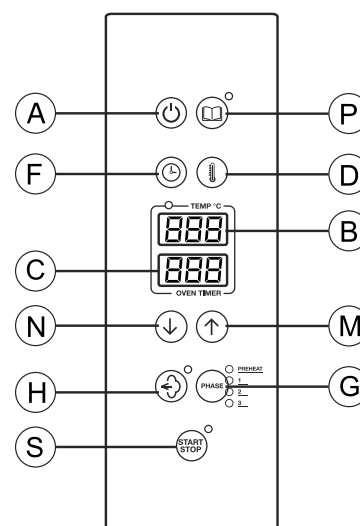 A
P
F
D
TEMP °C
888
B
C
888
OVEN TIMER
N
M
H
PHASE
PREHEAT
1
2
3
G
S
START
STOP